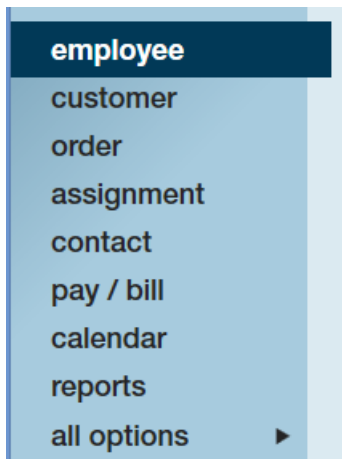 employee
customer
order
assignment
contact
pay / bill
calendar
reports
all options